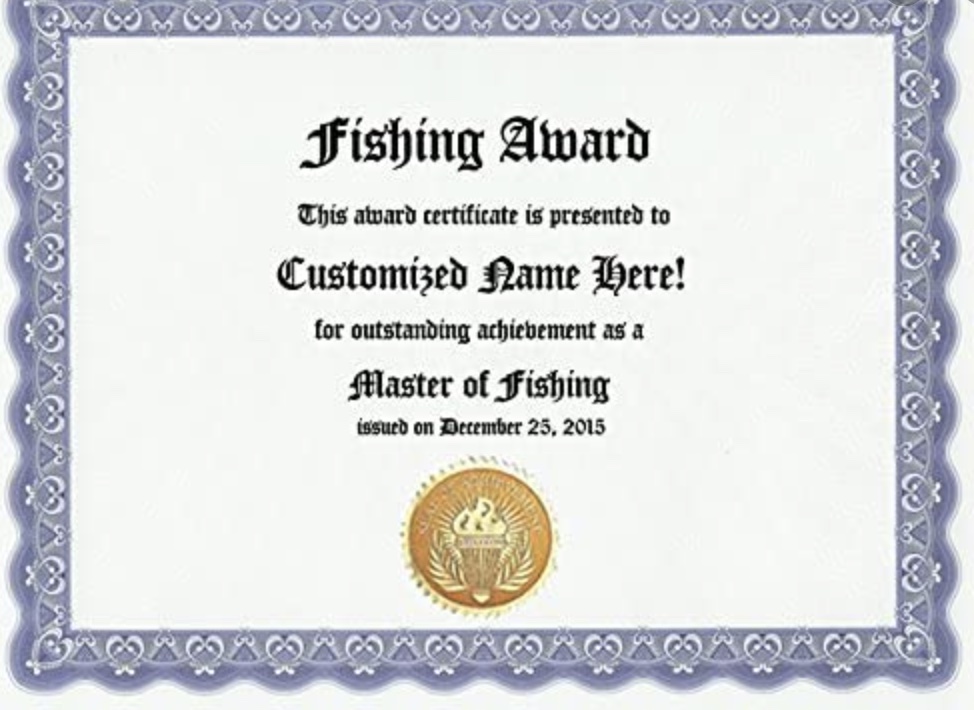 Fishing Award
This award certificate is presented to
Customized Name Here!
for outstanding achievement as a
Master of Fishing
issued on December 25, 2015